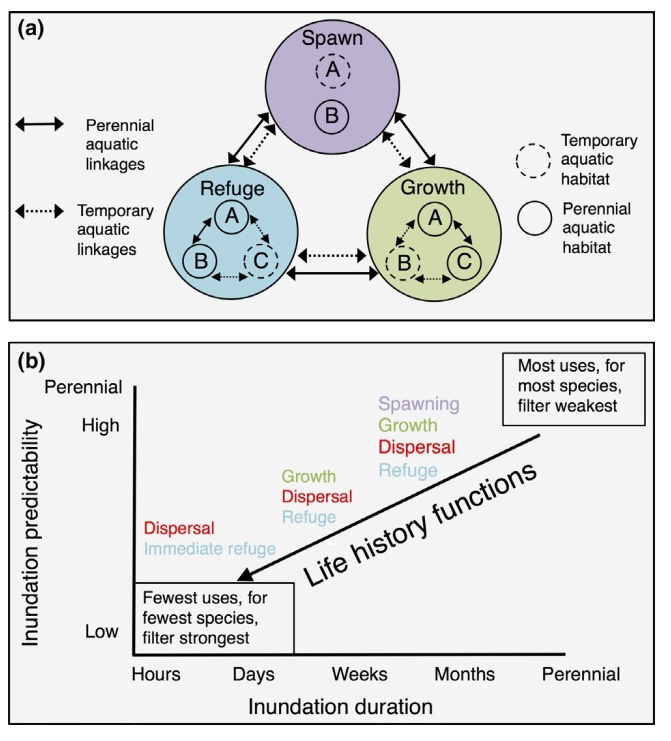 (a)
Spawn
A
B
Perennial
aquatic
linkages
Temporary
aquatic
linkages
Temporary
aquatic
habitat
Perennial
aquatic
habitat
Refuge
A
B
C
Growth
A
B
C
(b)
Most uses, for
most species,
filter weakest
Perennial
High
Low
Inundation predictability
Spawning
Growth
Dispersal
Refuge
Growth
Dispersal
Refuge
Dispersal
Immediate refuge
Life history functions
Fewest uses, for
fewest species,
filter strongest
Hours
Days
Weeks
Months
Perennial
Inundation duration